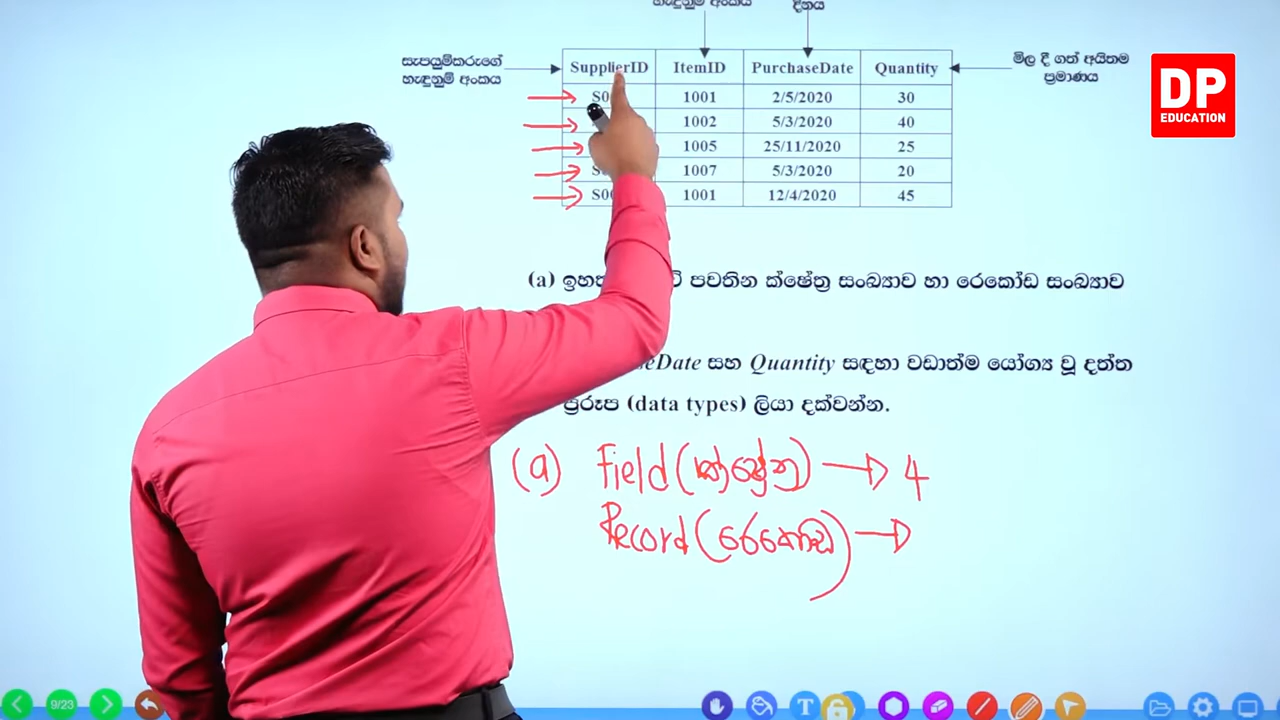 හැඳුනුම් අංකය
දිනය
සැපයුම්කරුගේ
හැඳුනුම් අංකය
SupplierID ItemID PurchaseDate Quantity
මිල දී ගත් අයිතම
ප්‍රමාණය
DP
EDUCATION
1001 2/5/2020 30
1002 5/3/2020 40
1005 25/11/2020 25
1007 5/3/2020 20
1001 12/4/2020 45
(a) පවතින ක්ෂේත්‍ර සංඛ්‍යාව හා රෙකෝඩ සංඛ්‍යාව
සහ Quantity සඳහා වඩාත්ම යෝග්‍ය වූ දත්ත
ප්‍රරූප (data types) ලියා දක්වන්න.
(a) Field (ක්ෂේත්‍ර) → 4
Record (රෙකෝඩ) →
9/23